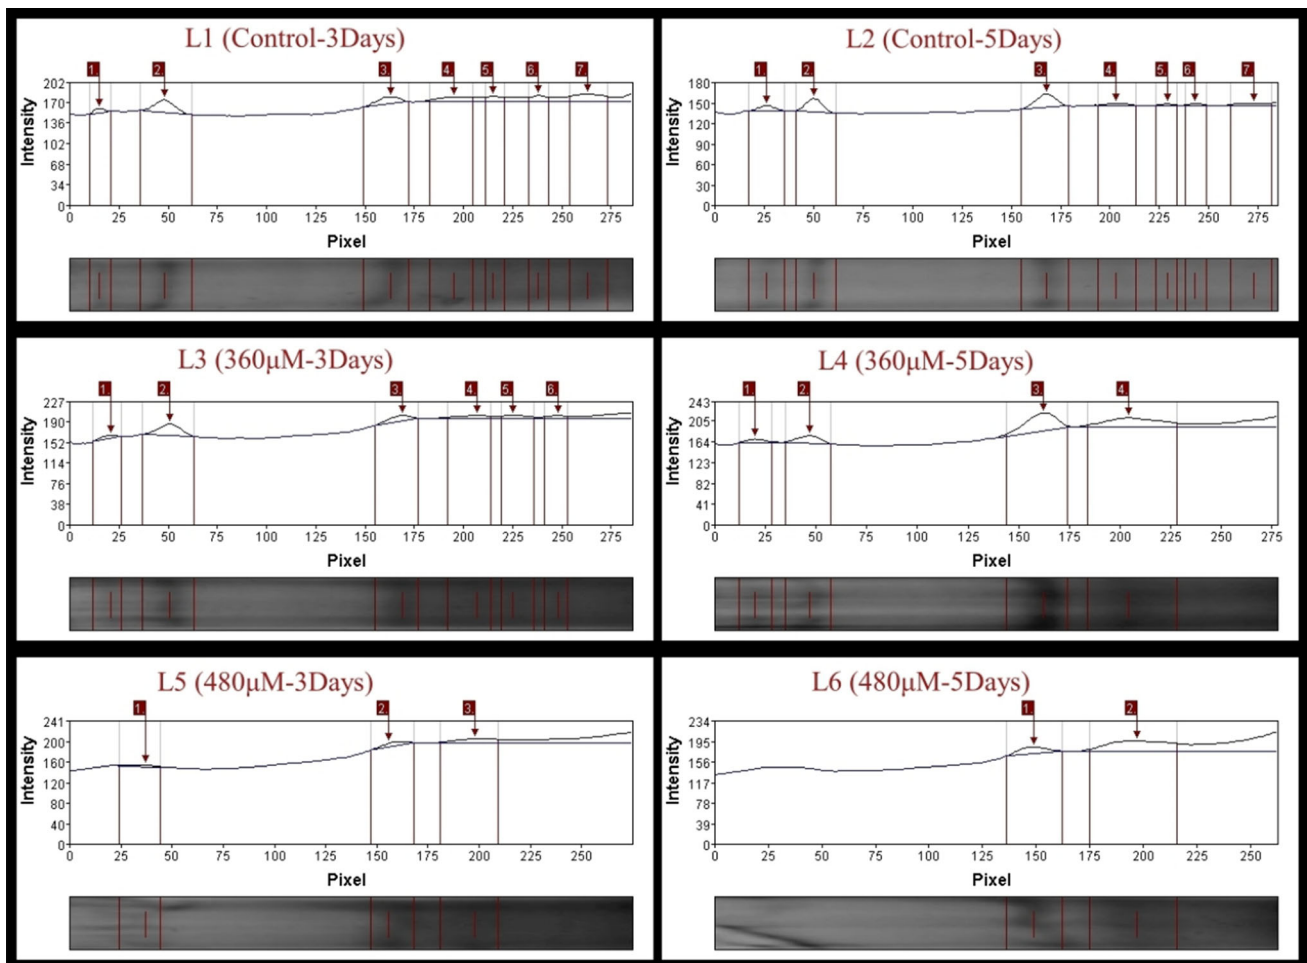 L1 (Control-3Days)
1. 2. 3. 4. 5. 6. 7.
202
170
136
102
68
34
0
Intensity
0 25 50 75 100 125 150 175 200 225 250 275
Pixel
L2 (Control-5Days)
1. 2. 3. 4. 5. 6. 7.
180
150
120
90
60
30
0
Intensity
0 25 50 75 100 125 150 175 200 225 250 275
Pixel
L3 (360µM-3Days)
1. 2. 3. 4. 5. 6.
227
190
152
114
76
38
0
Intensity
0 25 50 75 100 125 150 175 200 225 250 275
Pixel
L4 (360µM-5Days)
1. 2. 3. 4.
243
205
164
123
82
41
0
Intensity
0 25 50 75 100 125 150 175 200 225 250 275
Pixel
L5 (480µM-3Days)
1. 2. 3.
241
200
160
120
80
40
0
Intensity
0 25 50 75 100 125 150 175 200 225 250
Pixel
L6 (480µM-5Days)
1. 2.
234
195
156
117
78
39
0
Intensity
0 25 50 75 100 125 150 175 200 225 250
Pixel